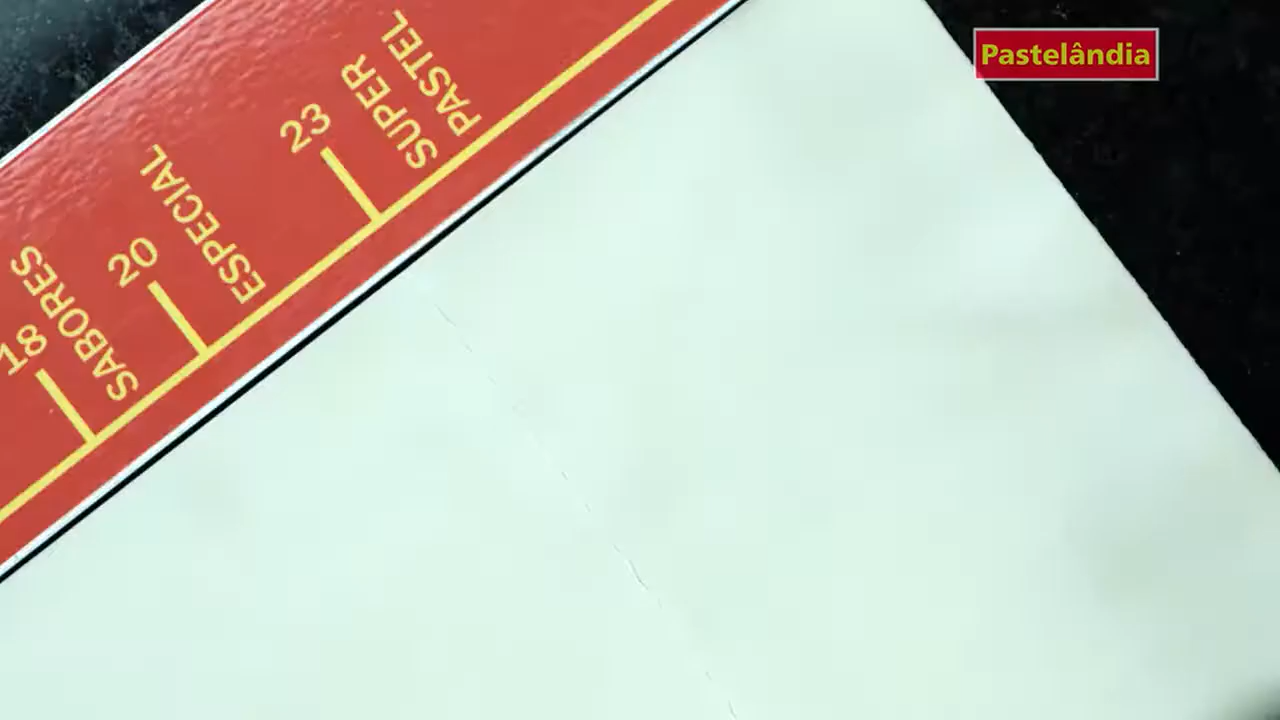 Pastelândia
18
SABORES
20
ESPECIAL
23
SUPER
PASTEL